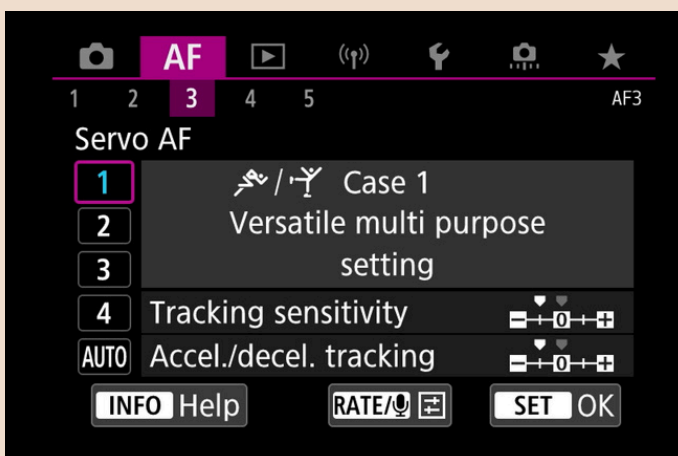 AF
1 2 3 4 5 AF3
Servo AF
1
Case 1
2
Versatile multi purpose
3
setting
4 Tracking sensitivity - 0 +
AUTO Accel./decel. tracking - 0 +
INFO Help RATE/ SET OK